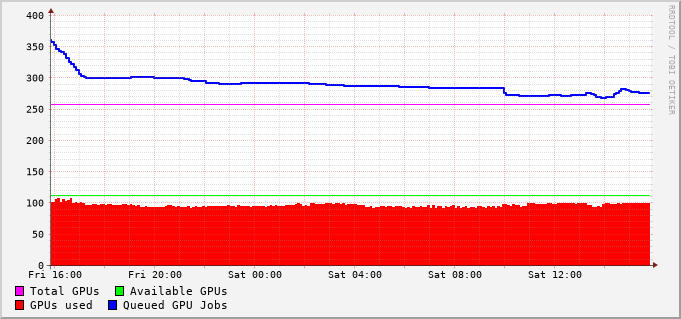 400
350
300
250
200
150
100
50
0
Fri 16:00 Fri 20:00 Sat 00:00 Sat 04:00 Sat 08:00 Sat 12:00
Total GPUs Available GPUs
GPUs used Queued GPU Jobs
RRDTOOL / TOBI OETIKER